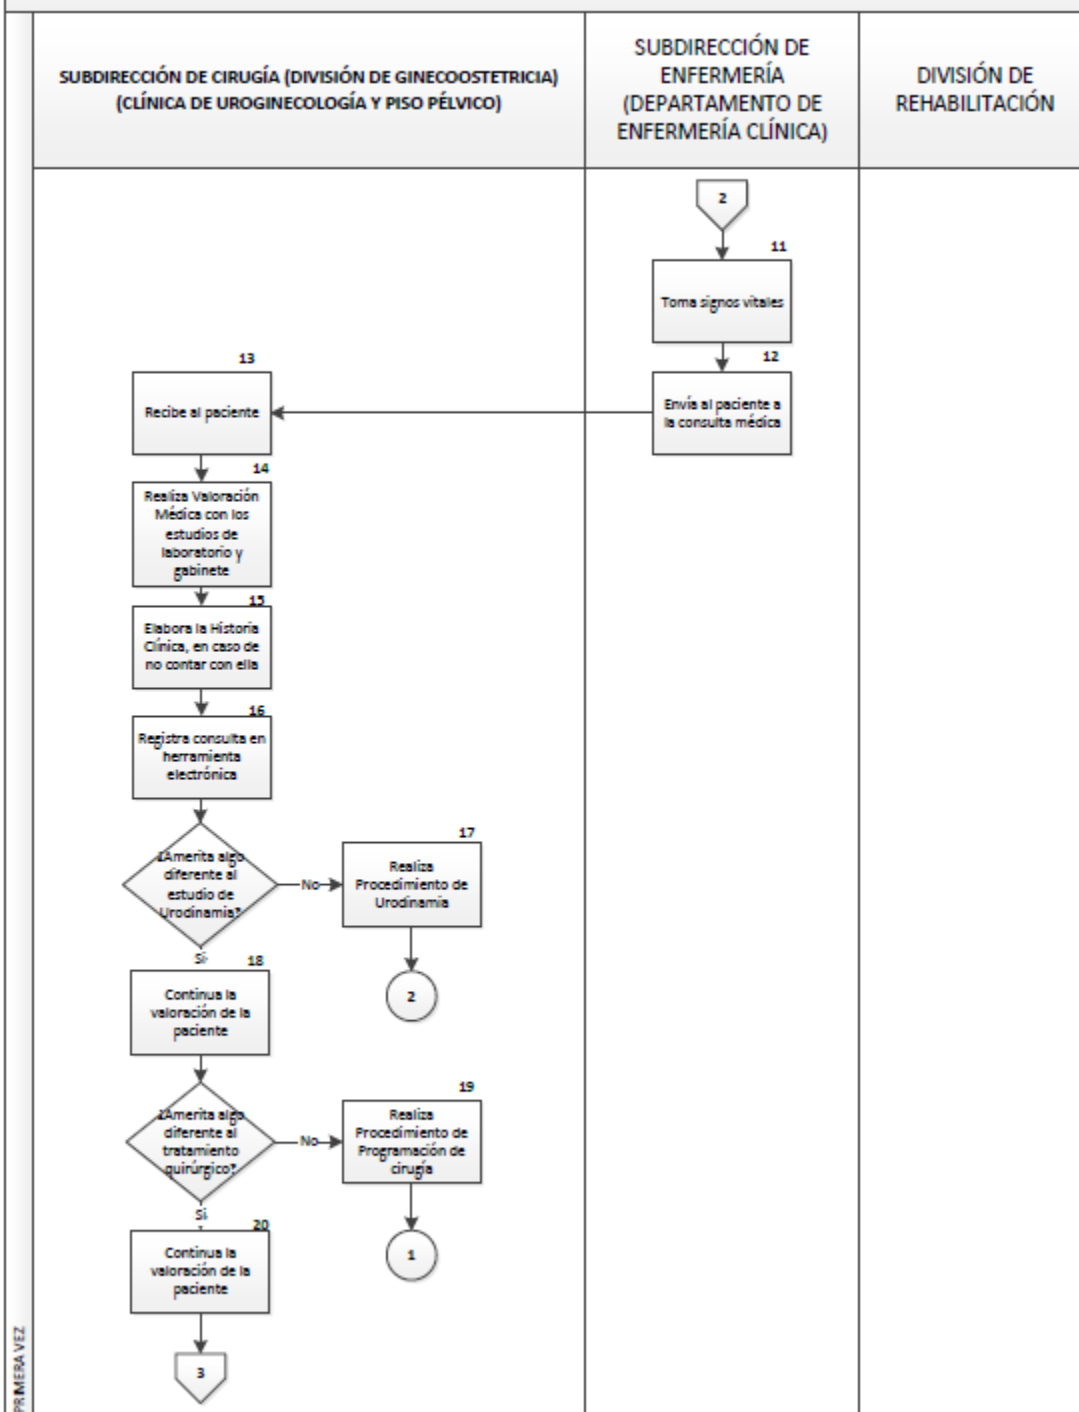 SUBDIRECCIÓN DE CIRUGÍA (DIVISIÓN DE GINECOOSTETRICIA)
(CLÍNICA DE UROGINECOLOGÍA Y PISO PÉLVICO)
SUBDIRECCIÓN DE
ENFERMERÍA
(DEPARTAMENTO DE
ENFERMERÍA CLÍNICA)
DIVISIÓN DE
REHABILITACIÓN
2
11
Toma signos vitales
12
Envía al paciente a
la consulta médica
13
Recibe al paciente
14
Realiza Valoración
Médica con los
estudios de
laboratorio y
gabinete
15
Elabora la Historia
Clínica, en caso de
no contar con ella
16
Registra consulta en
herramienta
electrónica
¿Amerita algo
diferente al
estudio de
Urodinamia?
No
17
Realiza
Procedimiento de
Urodinamia
2
Si
18
Continua la
valoración de la
paciente
¿Amerita algo
diferente al
tratamiento
quirúrgico?
No
19
Realiza
Procedimiento de
Programación de
cirugía
1
Si
20
Continua la
valoración de la
paciente
3
PRIMERA VEZ